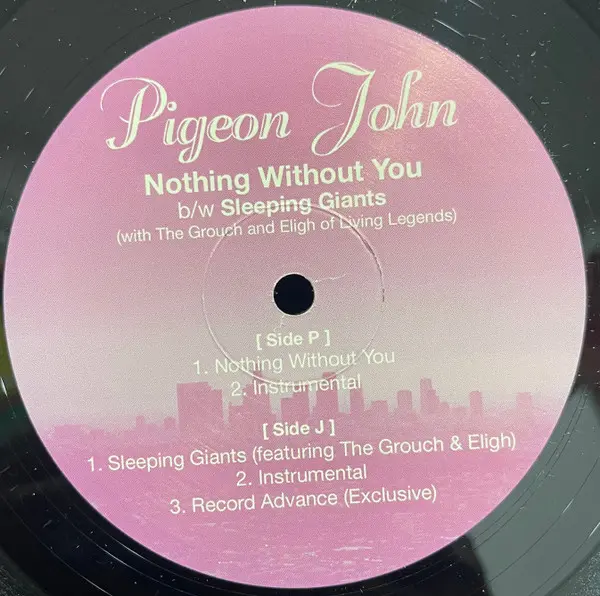 Pigeon John
Nothing Without You
b/w Sleeping Giants
(with The Grouch and Eligh of Living Legends)
[ Side P ]
1. Nothing Without You
2. Instrumental
[ Side J ]
1. Sleeping Giants (featuring The Grouch & Eligh)
2. Instrumental
3. Record Advance (Exclusive)